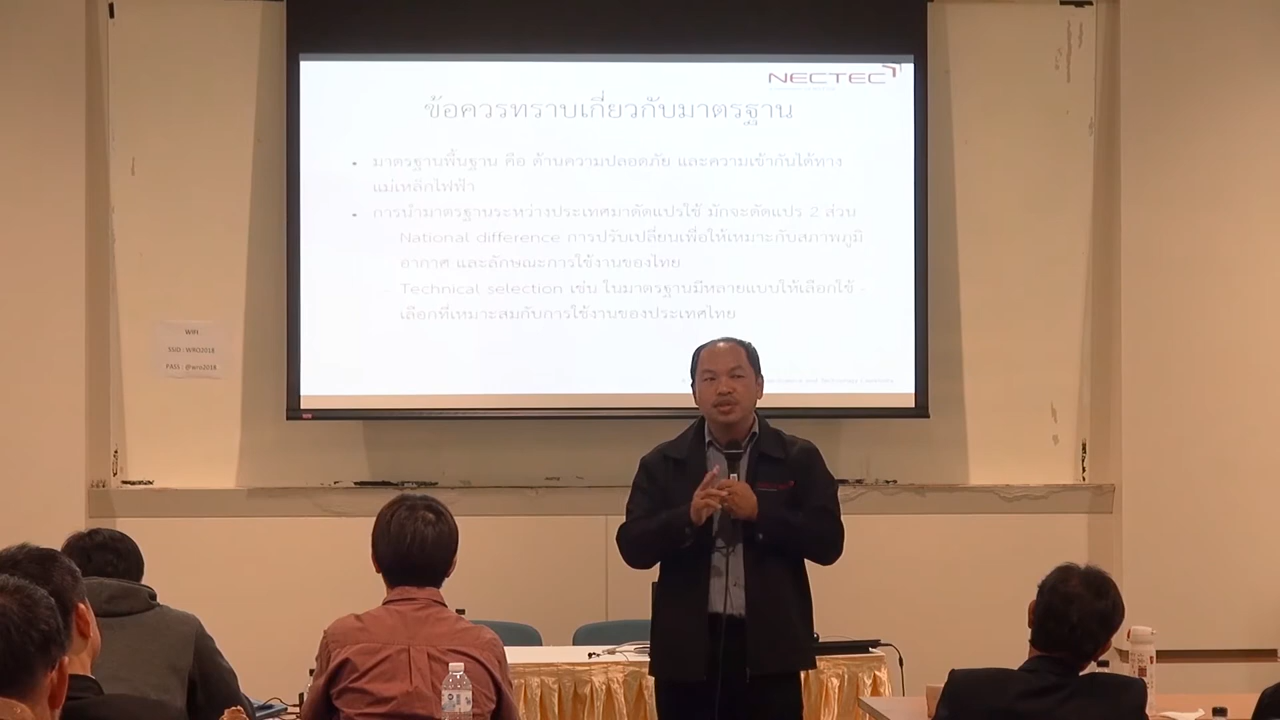 NECTEC
ข้อควรทราบเกี่ยวกับมาตรฐาน
• มาตรฐานพื้นฐาน คือ ด้านความปลอดภัย และความเข้ากันได้ทาง
แม่เหล็กไฟฟ้า
• การนำมาตรฐานระหว่างประเทศมาดัดแปรใช้ มักจะดัดแปร 2 ส่วน
National difference การปรับเปลี่ยนเพื่อให้เหมาะกับสภาพภูมิ
อากาศ และลักษณะการใช้งานของไทย
– Technical selection เช่น ในมาตรฐานมีหลายแบบให้เลือกใช้ -
เลือกที่เหมาะสมกับการใช้งานของประเทศไทย
and Technology
WIFI
SSID : WRO2018
PASS : @wro2018